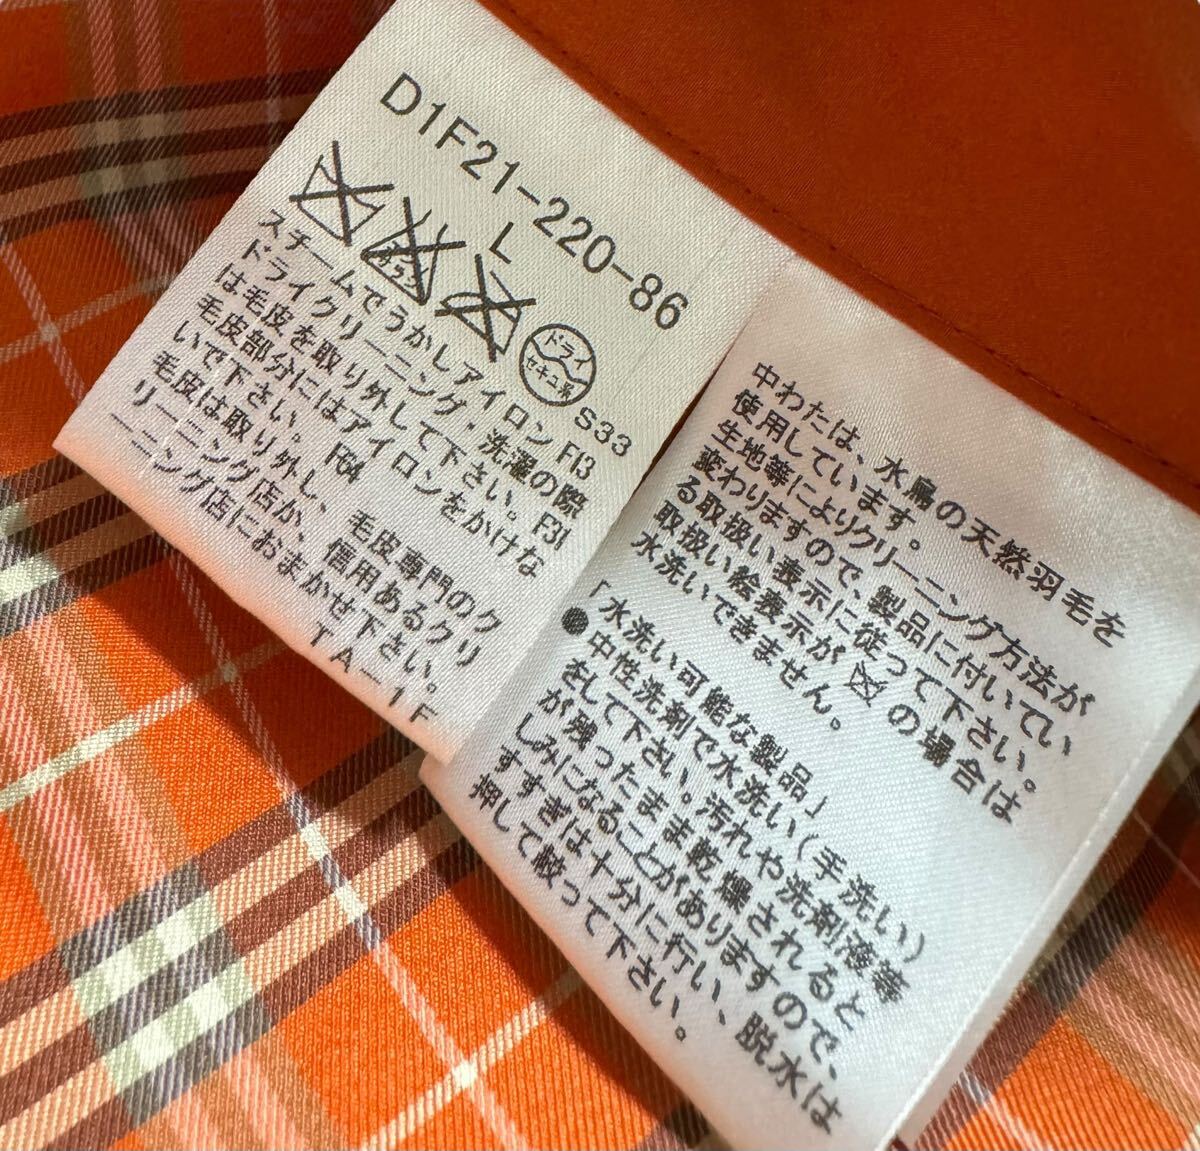 D1F21-220-86
L
エンソ
サラシ
ドライ
セキユ系
S33
スチームでうかしアイロン F13
ドライクリーニング・洗濯の際
は毛皮を取り外して下さい。F31
毛皮部分にはアイロンをかけな
いで下さい。F64
毛皮は取り外し、毛皮専門のク
リーニング店か、信用あるクリ
ーニング店におまかせ下さい。
TA-1F
中わたは、水鳥の天然羽毛を
使用しています。
生地等によりクリーニング方法が
変わりますので、製品に付いてい
る取扱い表示に従って下さい。
取扱い絵表示がの場合は
水洗いできません。
「水洗い可能な製品」
●中性洗剤で水洗い(手洗い)
をして下さい。汚れや洗剤液等
が残ったまま乾燥されると
しみになることがありますので、
すすぎは十分に行い、脱水は
押して絞って下さい。